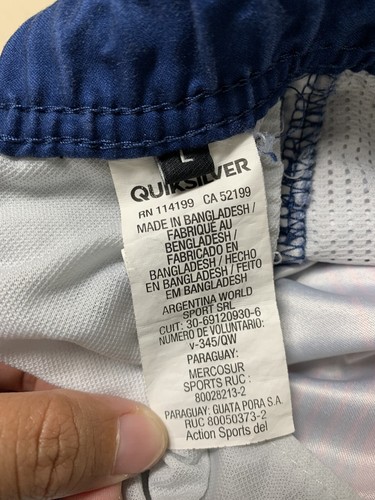 L
QUIKSILVER
RN 114199 CA 52199
MADE IN BANGLADESH /
FABRIQUÉ AU
BENGLADESH /
FABRICADO EN
BANGLADESH / HECHO
EN BANGLADESH / FEITO
EM BANGLADESH
ARGENTINA WORLD
SPORT SRL
CUIT: 30-69120930-6
NUMERO DE VOLUNTARIO:
v-345/QW
PARAGUAY:
MERCOSUR
SPORTS RUC :
80028213-2
PARAGUAY: GUATA PORA S.A.
RUC 80050373-2
Action Sports del